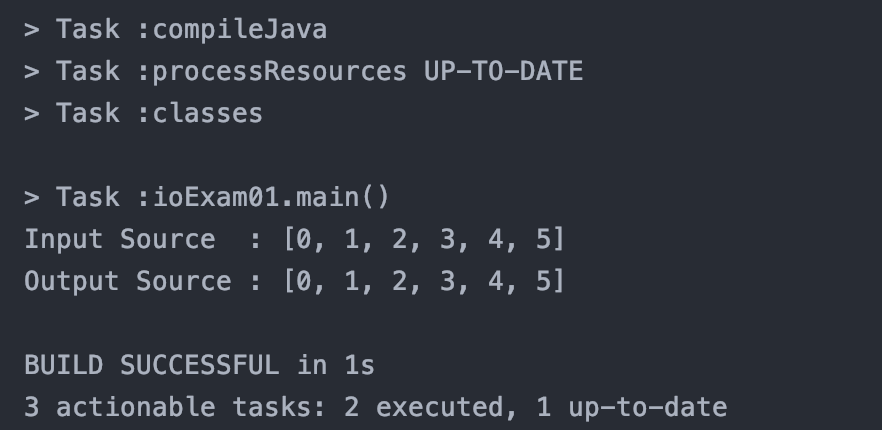 > Task :compileJava
> Task :processResources UP-TO-DATE
> Task :classes
> Task :ioExam01.main()
Input Source  : [0, 1, 2, 3, 4, 5]
Output Source : [0, 1, 2, 3, 4, 5]
BUILD SUCCESSFUL in 1s
3 actionable tasks: 2 executed, 1 up-to-date